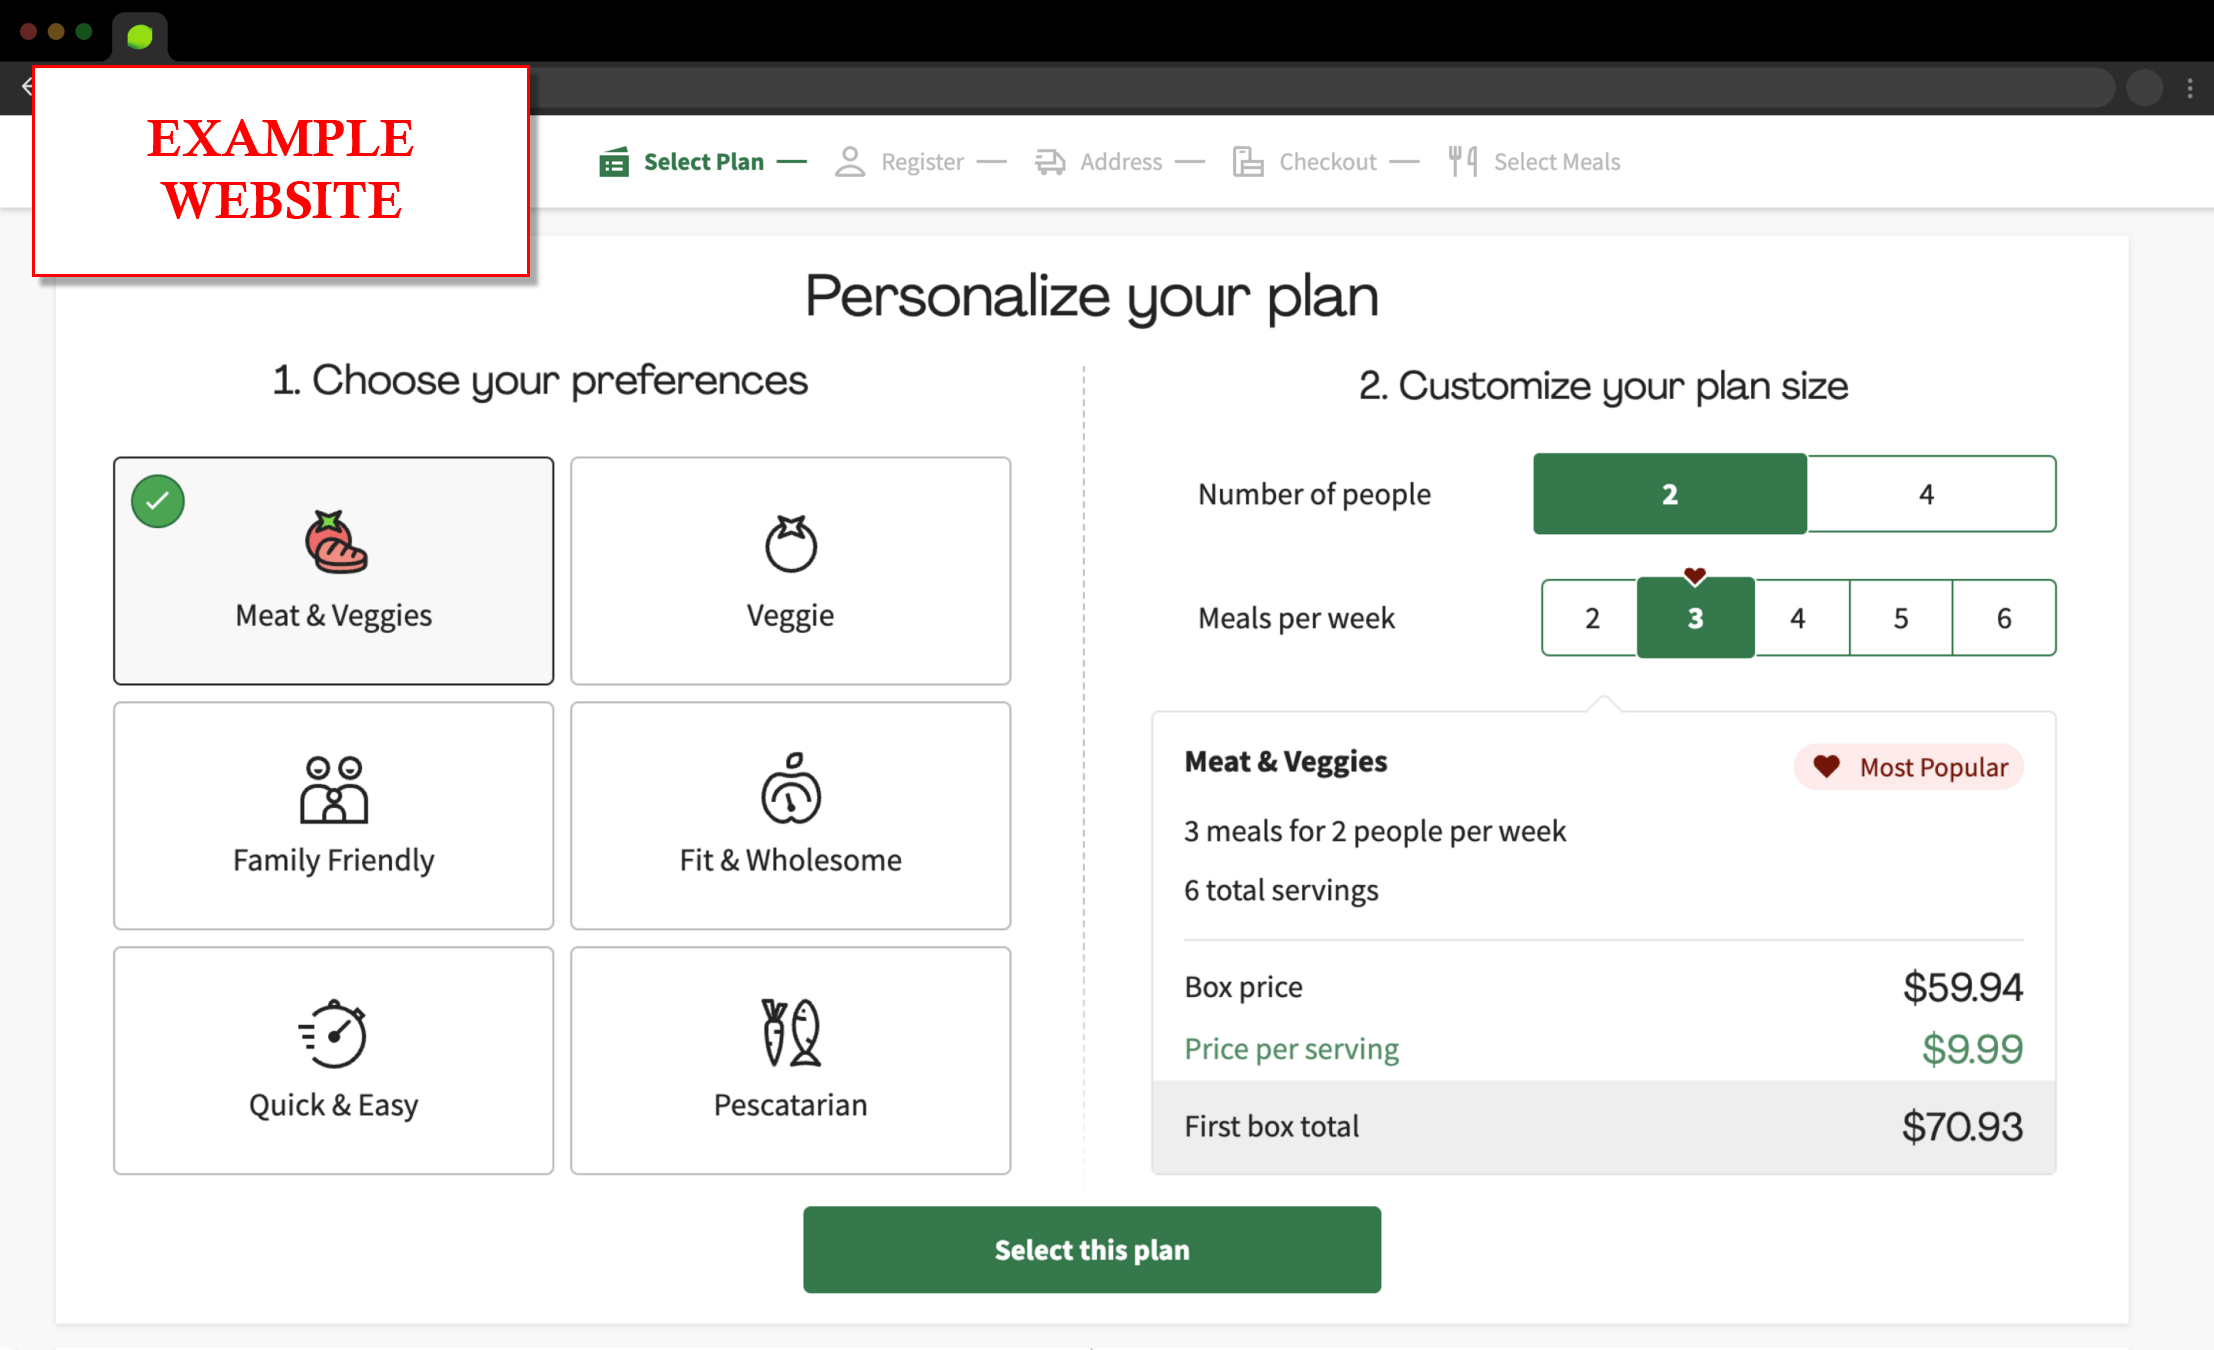 EXAMPLE
WEBSITE
Select Plan
Register
Address
Checkout
Select Meals
Personalize your plan
1. Choose your preferences
Meat & Veggies
Veggie
Family Friendly
Fit & Wholesome
Quick & Easy
Pescatarian
2. Customize your plan size
Number of people
2
4
Meals per week
2
3
4
5
6
Meat & Veggies
Most Popular
3 meals for 2 people per week
6 total servings
Box price
$59.94
Price per serving
$9.99
First box total
$70.93
Select this plan